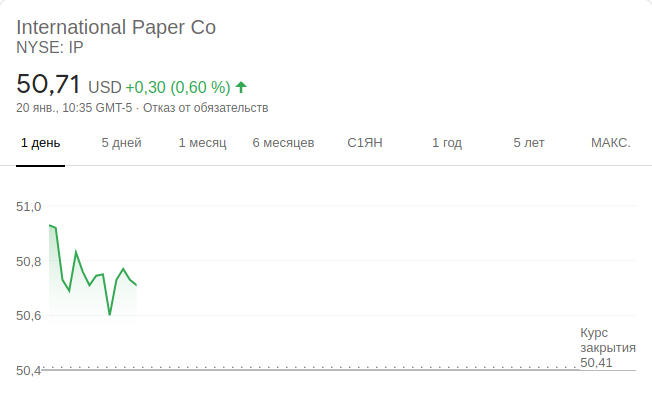 International Paper Co
NYSE: IP
50,71 USD +0,30 (0,60 %)
20 янв., 10:35 GMT-5 · Отказ от обязательств
1 день 5 дней 1 месяц 6 месяцев С1ЯН 1 год 5 лет МАКС.
51,0
50,8
50,6
Курс
закрытия
50,41
50,4